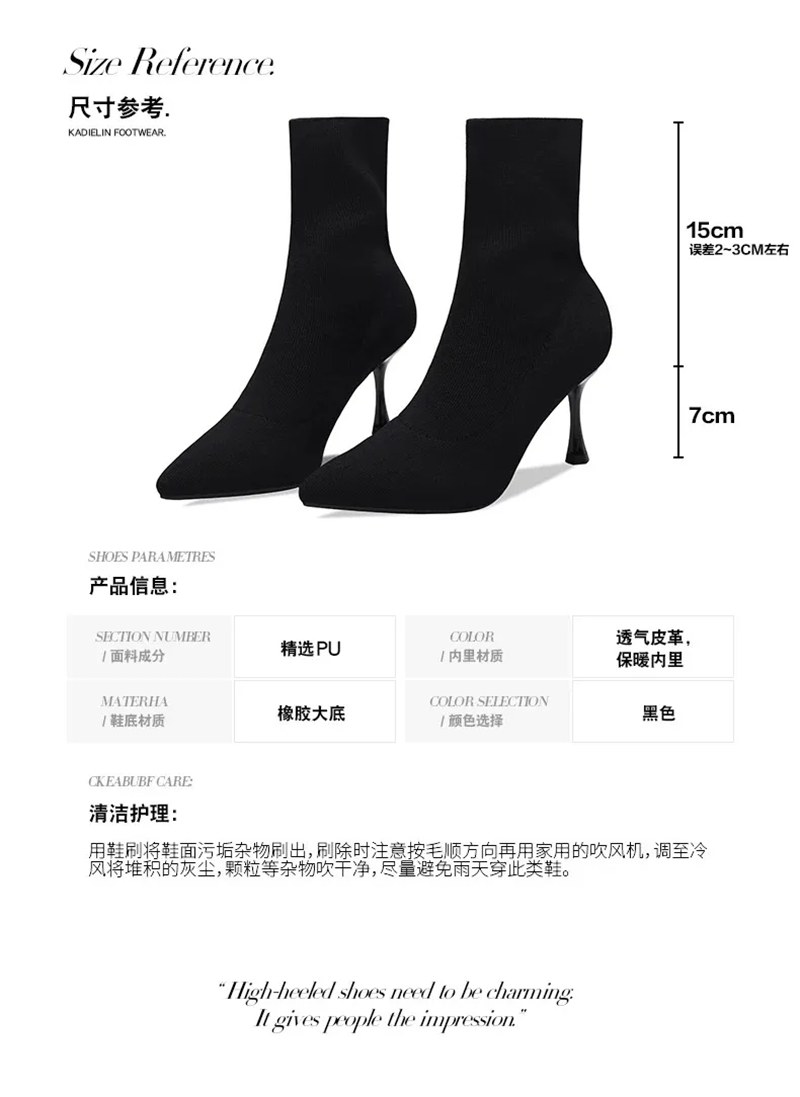 Size Reference.
尺寸参考.
KADIELIN FOOTWEAR.
15cm
误差2~3CM左右
7cm
SHOES PARAMETRES
产品信息：
SECTION NUMBER
/ 面料成分
精选PU
COLOR
/ 内里材质
透气皮革，
保暖内里
MATERHA
/ 鞋底材质
橡胶大底
COLOR SELECTION
/ 颜色选择
黑色
CKEABUBF CARE:
清洁护理：
用鞋刷将鞋面污垢杂物刷出，刷除时注意按毛顺方向再用家用的吹风机，调至冷
风将堆积的灰尘，颗粒等杂物吹干净，尽量避免雨天穿此类鞋。
“High-heeled shoes need to be charming.
It gives people the impression.”